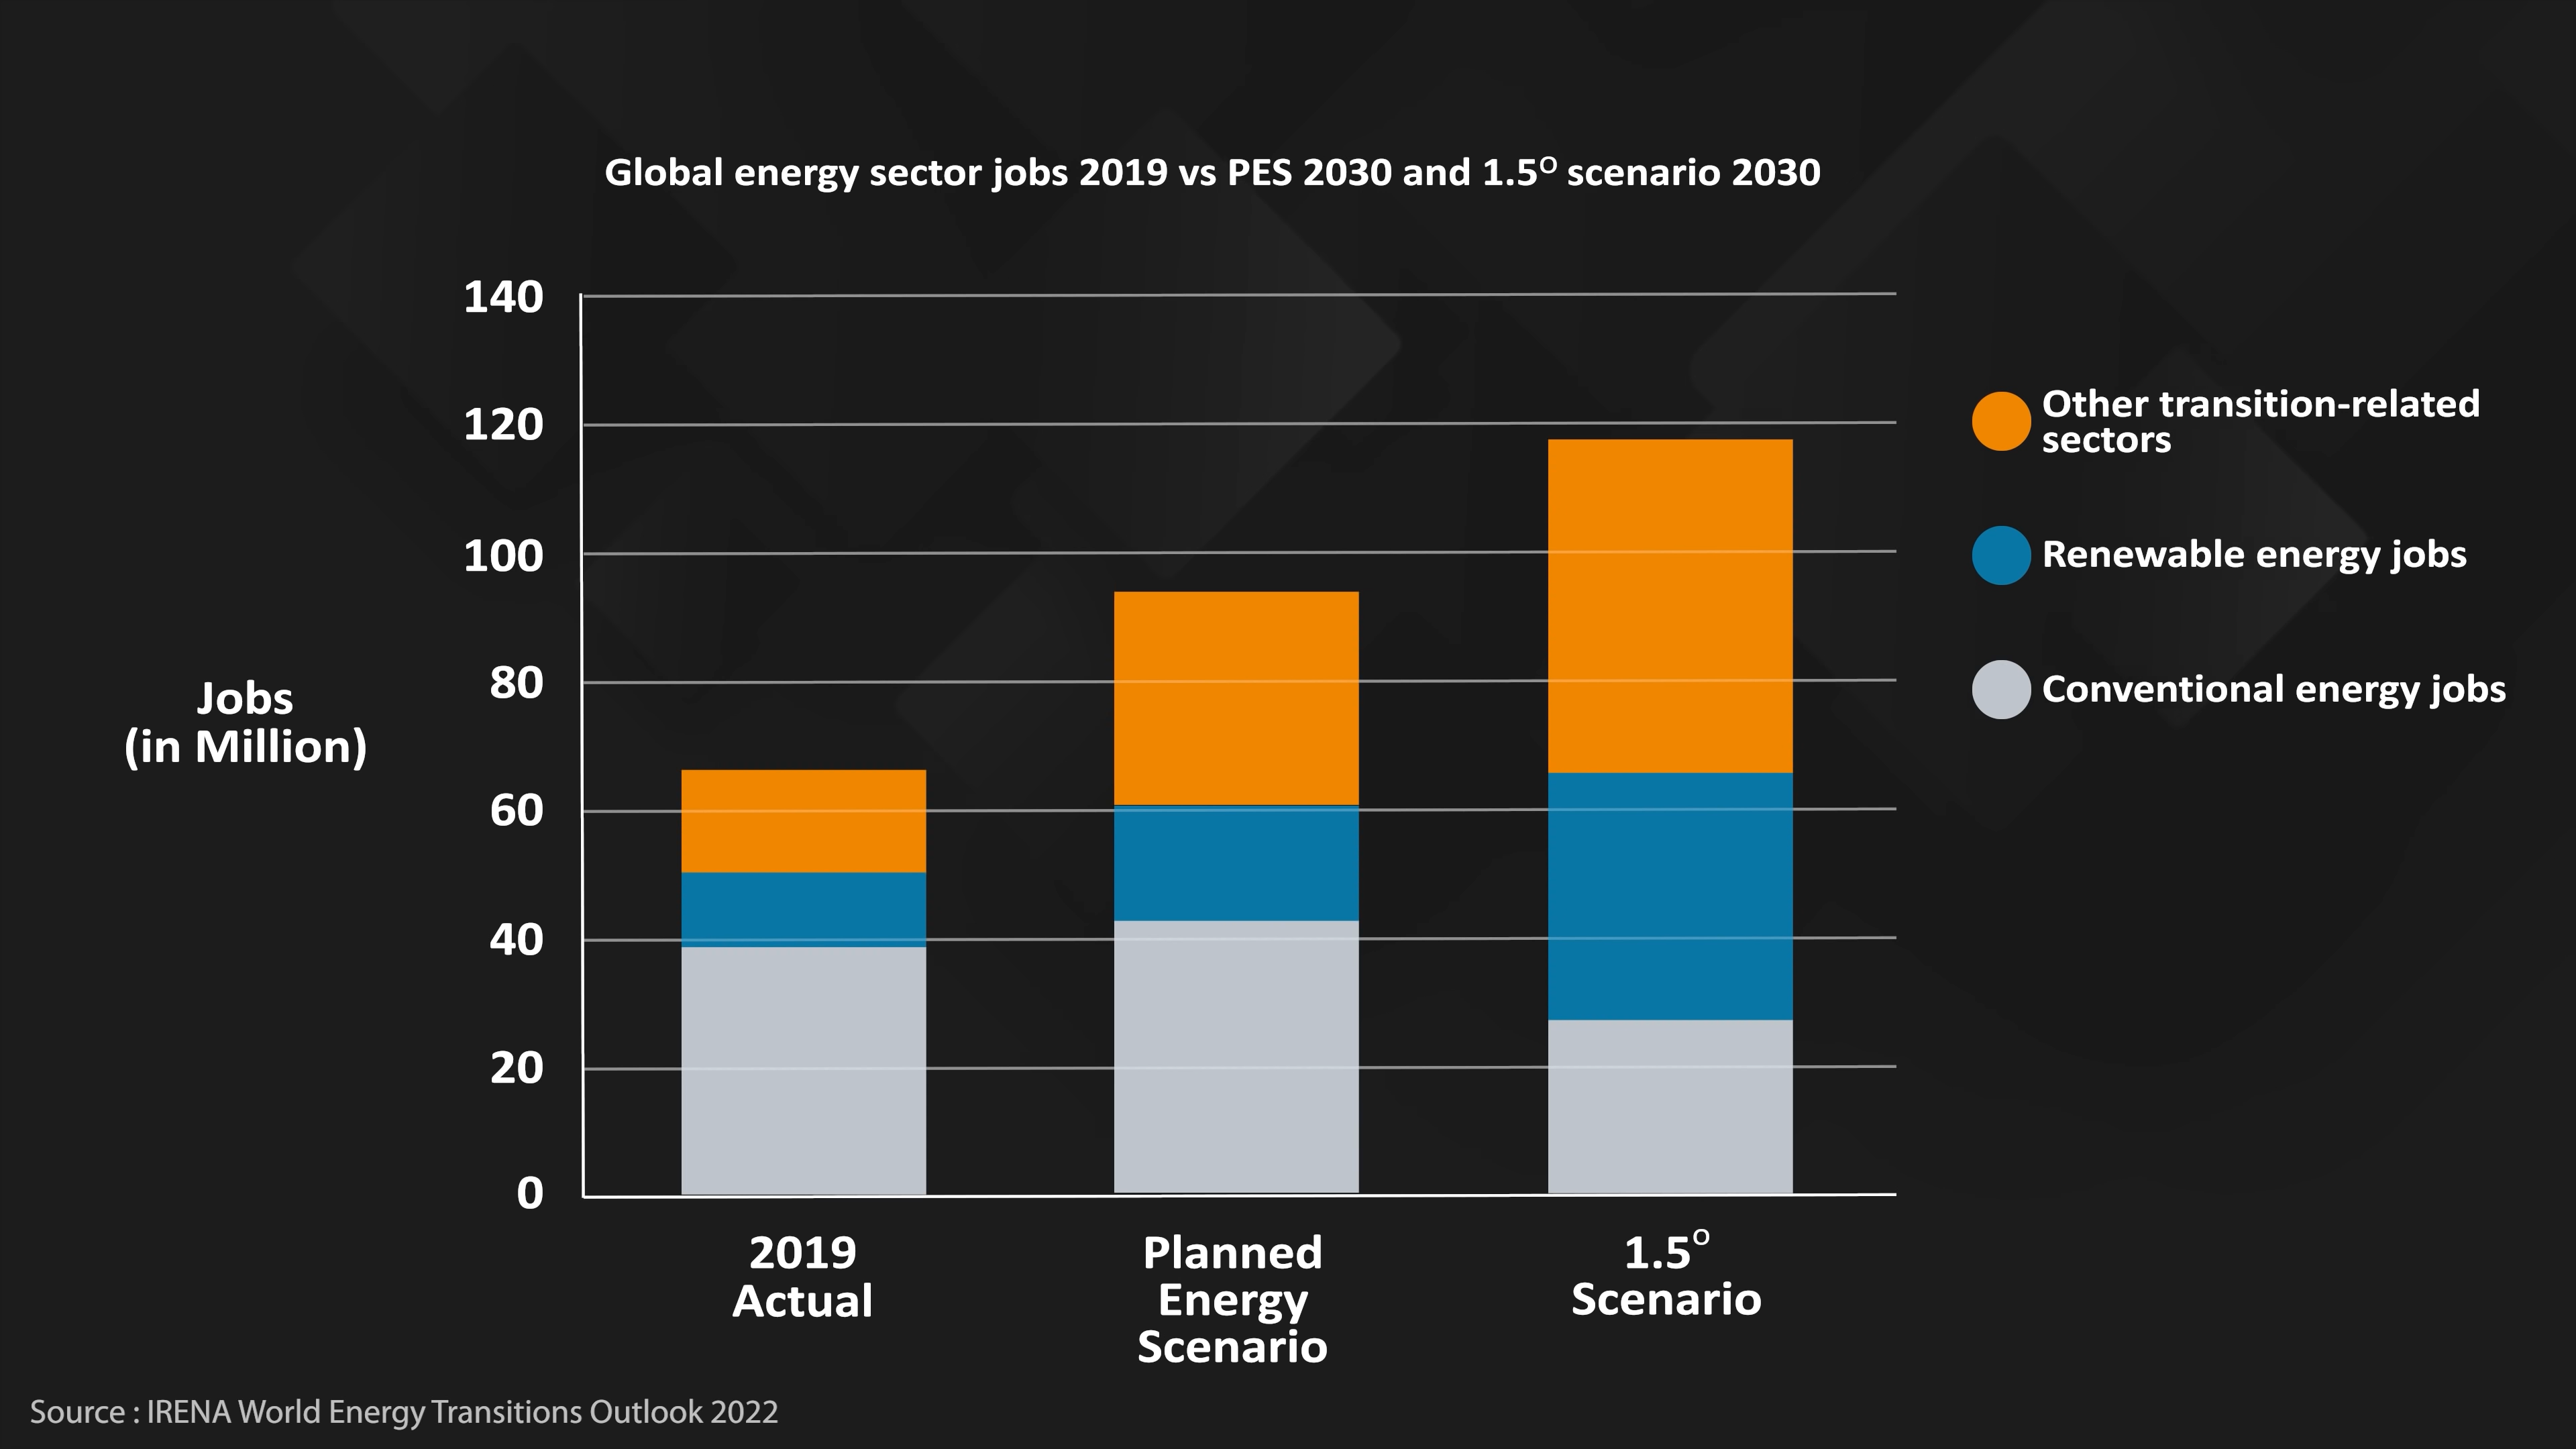 Global energy sector jobs 2019 vs PES 2030 and 1.5° scenario 2030
140
120
100
80
60
40
20
0
Jobs
(in Million)
2019
Actual
Planned
Energy
Scenario
1.5°
Scenario
Other transition-related
sectors
Renewable energy jobs
Conventional energy jobs
Source : IRENA World Energy Transitions Outlook 2022